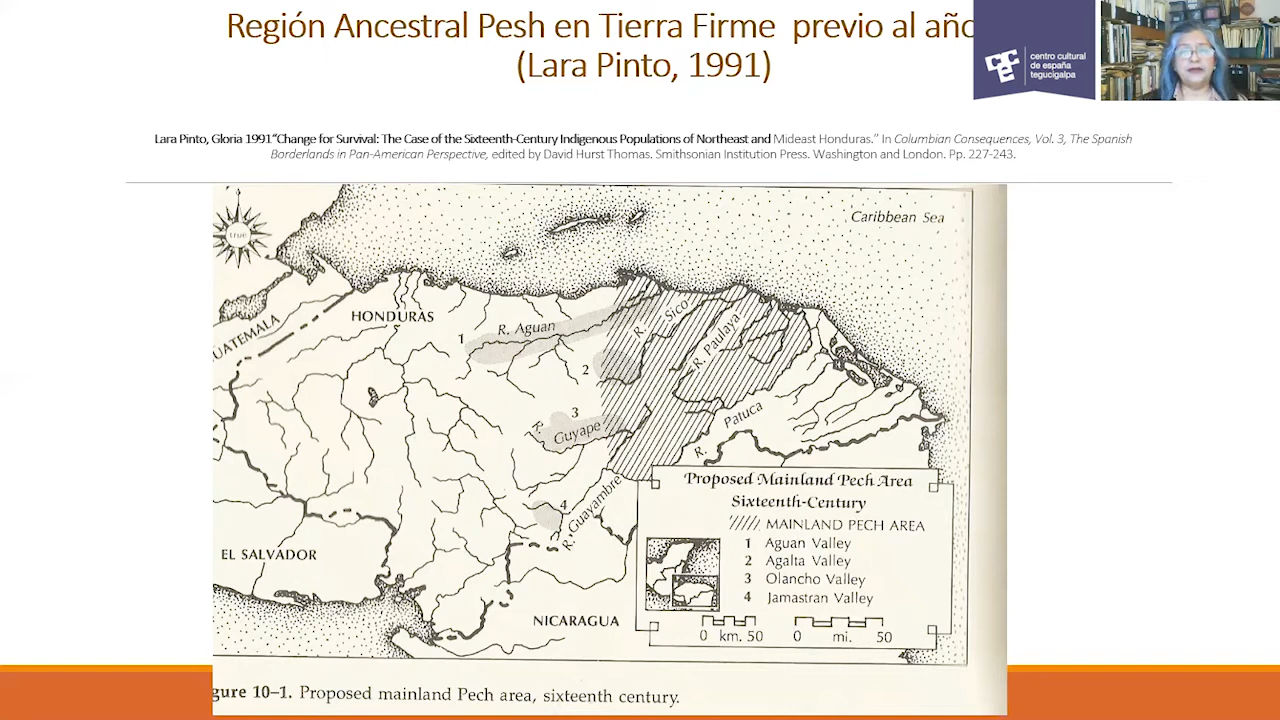 Región Ancestral Pesh en Tierra Firme previo al año
(Lara Pinto, 1991)
centro cultural
de españa
tegucigalpa
Lara Pinto, Gloria 1991“Change for Survival: The Case of the Sixteenth-Century Indigenous Populations of Northeast and Mideast Honduras.” In Columbian Consequences, Vol. 3, The Spanish
Borderlands in Pan-American Perspective, edited by David Hurst Thomas. Smithsonian Institution Press. Washington and London. Pp. 227-243.
Caribbean Sea
true
HONDURAS
UATEMALA
1
R. Aguan
R. Sico
R. Paulaya
2
3
R. Guyape
R. Patuca
4
R. Guayambre
EL SALVADOR
NICARAGUA
Proposed Mainland Pech Area
Sixteenth-Century
MAINLAND PECH AREA
1 Aguan Valley
2 Agalta Valley
3 Olancho Valley
4 Jamastran Valley
0 km. 50 0 mi. 50
gure 10–1. Proposed mainland Pech area, sixteenth century.